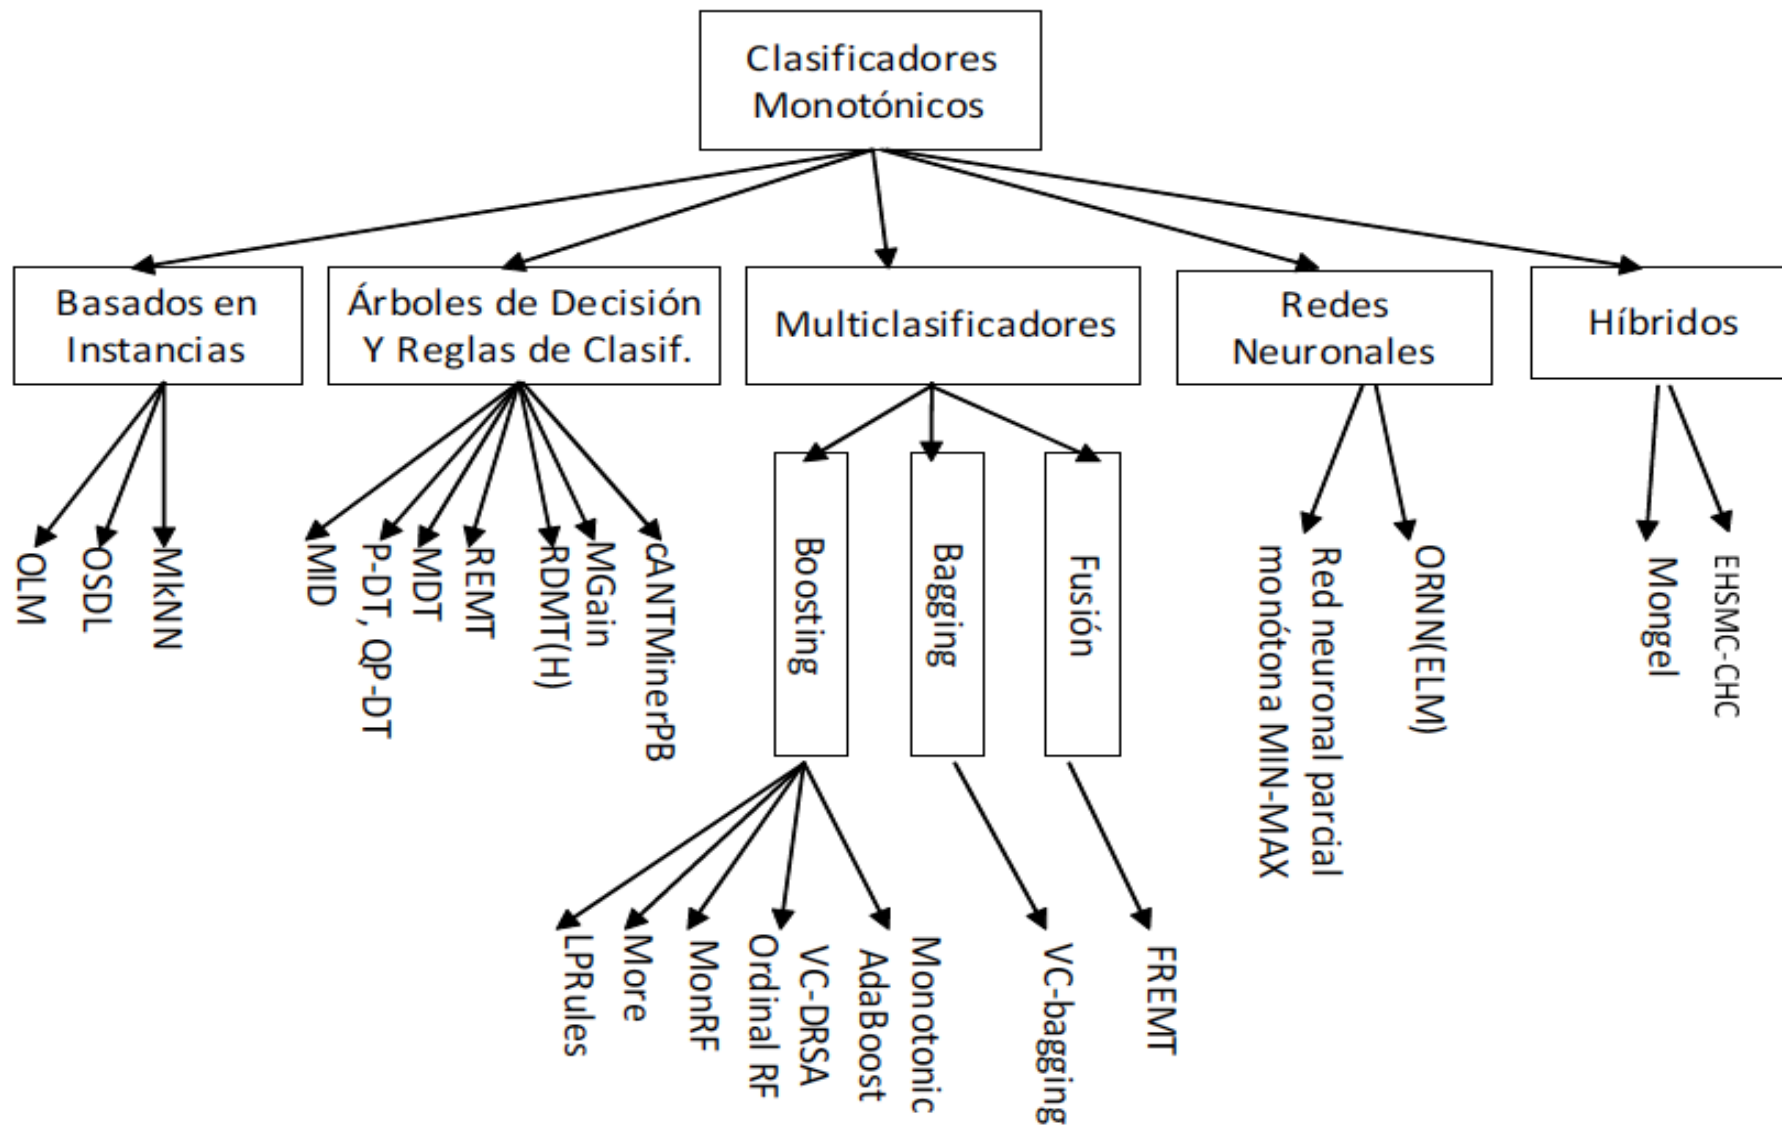 Clasificadores
Monotónicos
Basados en
Instancias
Árboles de Decisión
Y Reglas de Clasif.
Multiclasificadores
Redes
Neuronales
Híbridos
OLM
OSDL
MkNN
MID
P-DT, QP-DT
MDT
REMT
RDMT(H)
MGain
cANTMinerPB
Boosting
Bagging
Fusión
Red neuronal parcial
monótona MIN-MAX
ORNN(ELM)
Mongel
EHSMC-CHC
LPRules
More
MonRF
VC-DRSA
Ordinal RF
Monotonic
AdaBoost
VC-bagging
FREMT